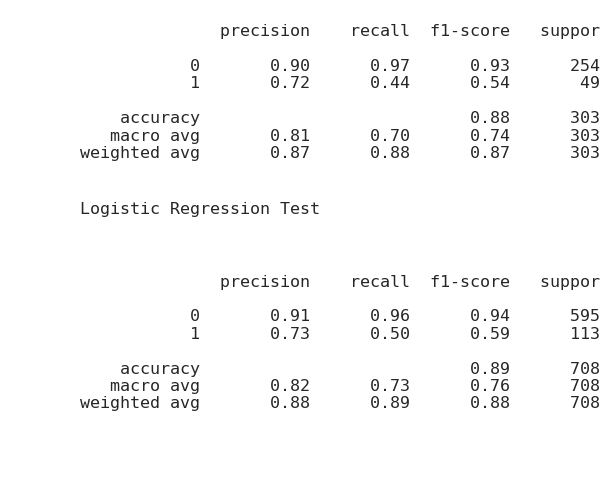 precision recall f1-score suppor
0 0.90 0.97 0.93 254
1 0.72 0.44 0.54 49
accuracy 0.88 303
macro avg 0.81 0.70 0.74 303
weighted avg 0.87 0.88 0.87 303
Logistic Regression Test
precision recall f1-score suppor
0 0.91 0.96 0.94 595
1 0.73 0.50 0.59 113
accuracy 0.89 708
macro avg 0.82 0.73 0.76 708
weighted avg 0.88 0.89 0.88 708